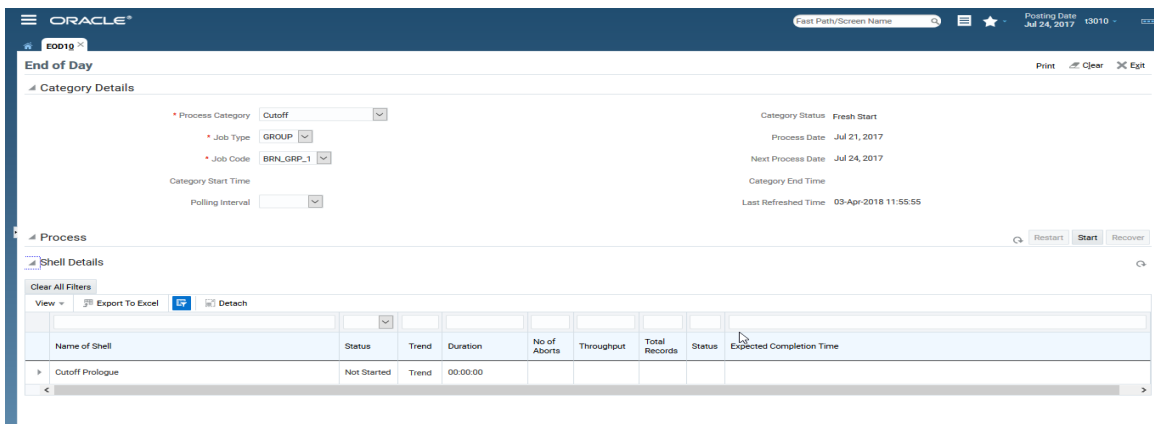 ORACLE®
Fast Path/Screen Name
Posting Date
Jul 24, 2017
t3010
EOD10
End of Day
Print Clear Exit
Category Details
* Process Category Cutoff
Category Status Fresh Start
* Job Type GROUP
Process Date Jul 21, 2017
* Job Code BRN_GRP_1
Next Process Date Jul 24, 2017
Category Start Time
Category End Time
Polling Interval
Last Refreshed Time 03-Apr-2018 11:55:55
Process
Restart Start Recover
Shell Details
Clear All Filters
View Export To Excel Detach
Name of Shell Status Trend Duration No of Aborts Throughput Total Records Status Expected Completion Time
Cutoff Prologue Not Started Trend 00:00:00